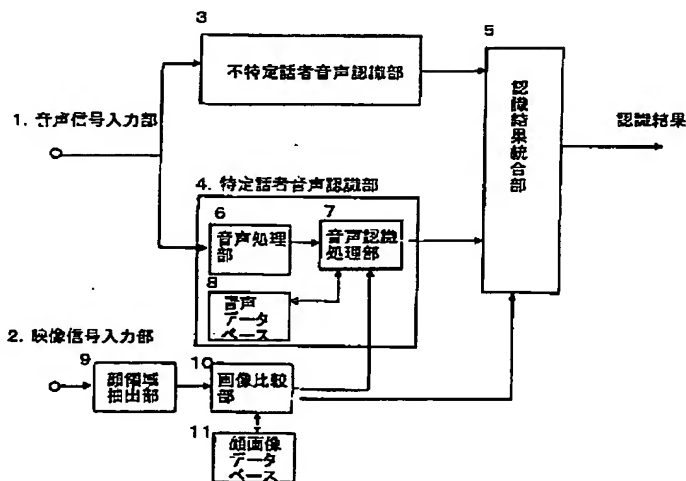 3
不特定話者音声認識部
5
認識結果統合部
1. 音声信号入力部
認識結果
4. 特定話者音声認識部
6
音声処理
部
7
音声認識
処理部
8
音声
データ
ベース
2. 映像信号入力部
9
顔領域
抽出部
10
画像比較
部
11
顔画像
データ
ベース